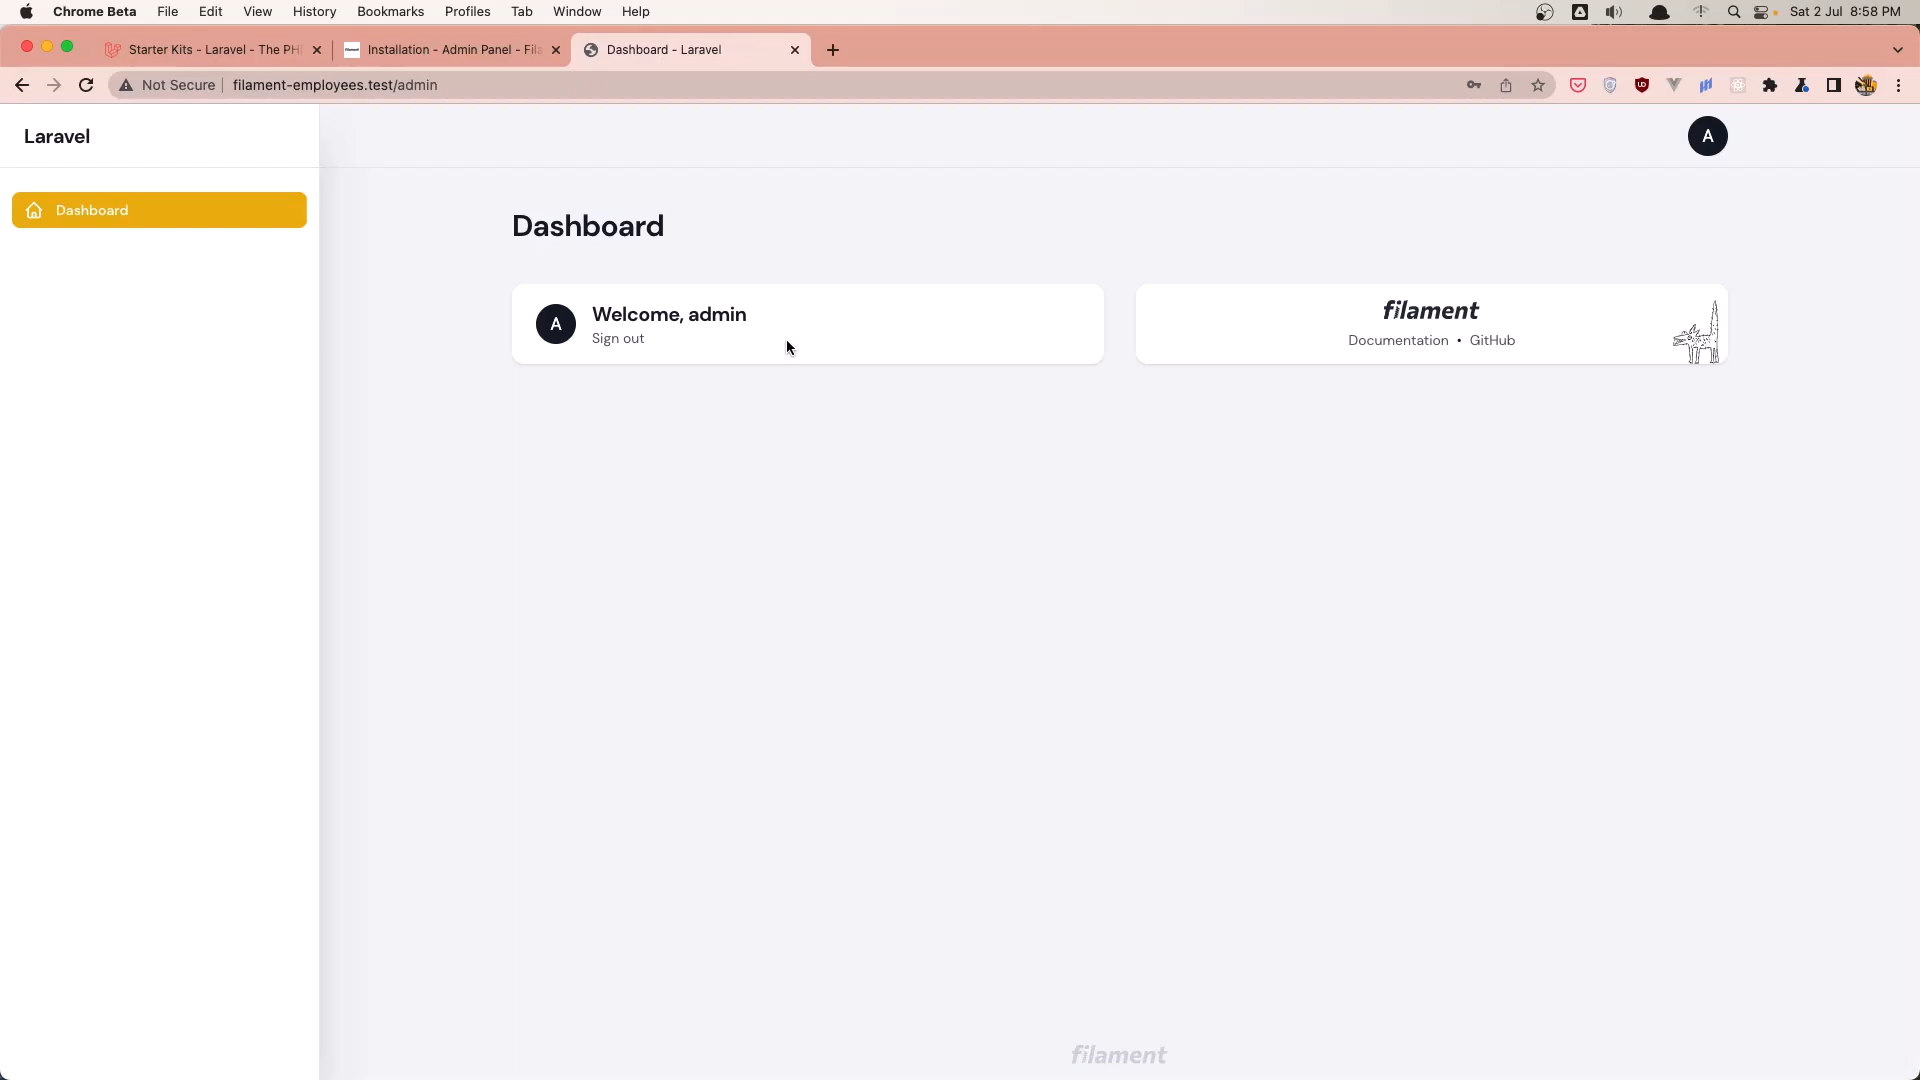 Chrome Beta File Edit View History Bookmarks Profiles Tab Window Help Sat 2 Jul 8:58 PM
Starter Kits - Laravel - The PH Installation - Admin Panel - Fila Dashboard - Laravel
Not Secure filament-employees.test/admin
Laravel
A
Dashboard
Dashboard
A
Welcome, admin
Sign out
filament
Documentation • GitHub
filament